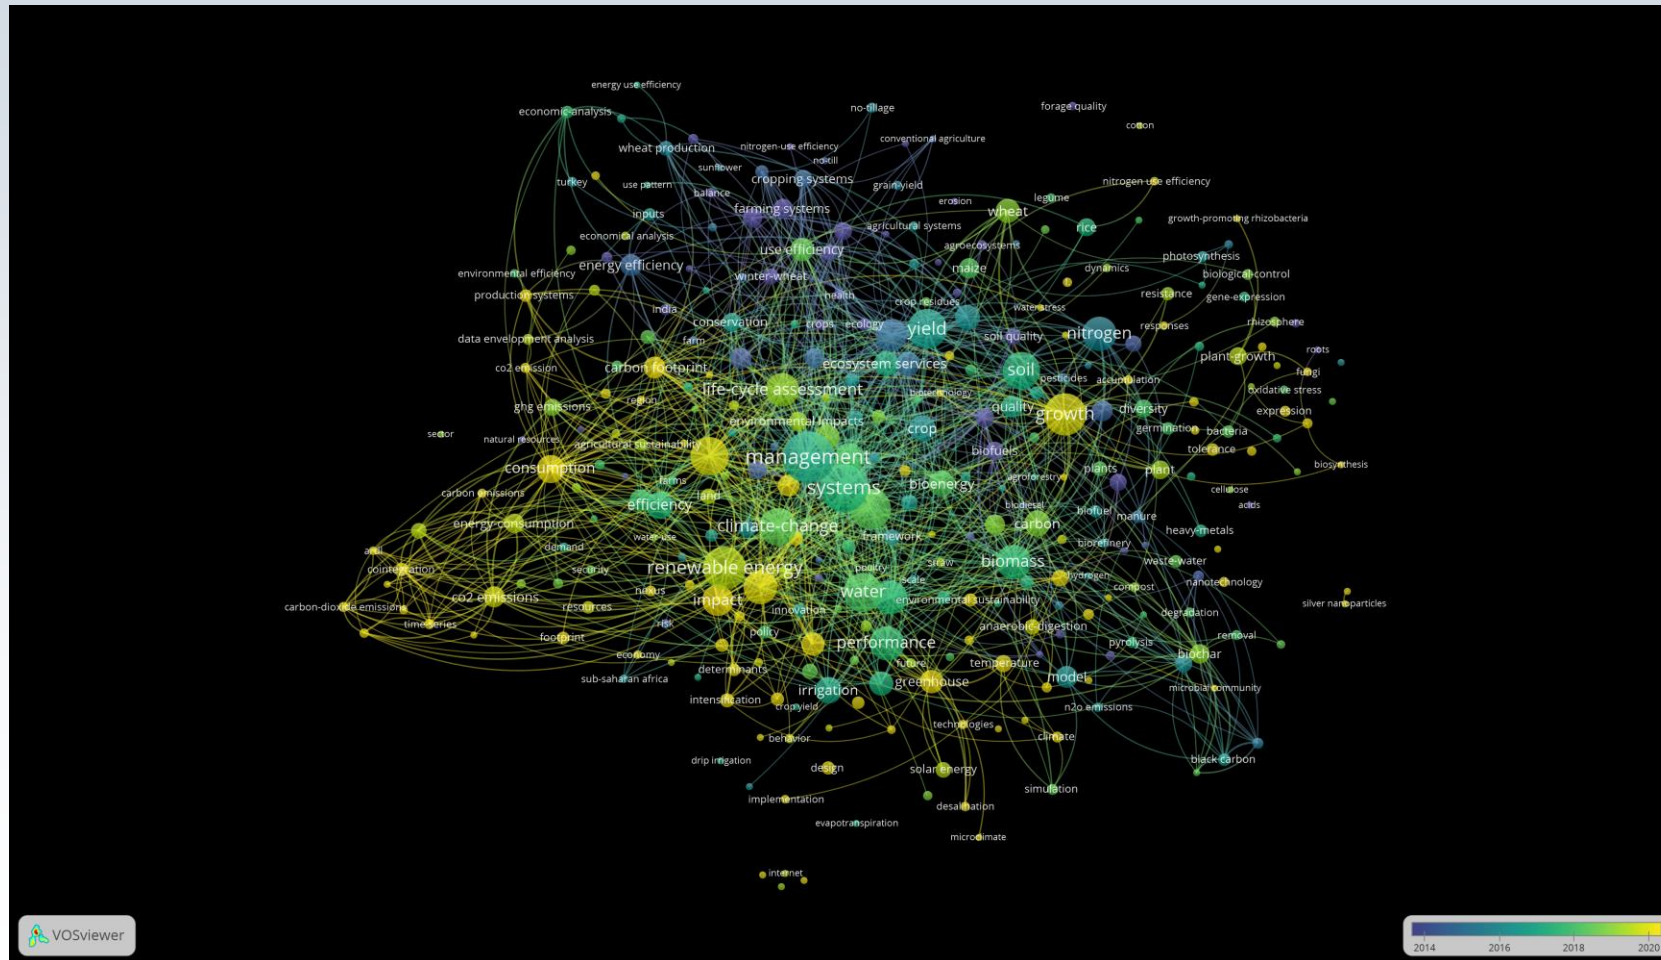 energy use efficiency
economic-analysis
no-tillage
forage quality
cotton
wheat production
nitrogen-use efficiency
conventional agriculture
no-till
sunflower
cropping systems
turkey
use pattern
grain yield
nitrogen use efficiency
balance
legume
erosion
inputs
farming systems
wheat
growth-promoting rhizobacteria
agricultural systems
rice
economical analysis
use efficiency
agroecosystems
photosynthesis
energy efficiency
environmental efficiency
winter-wheat
maize
dynamics
biological-control
production systems
health
crop residues
resistance
gene-expression
india
water-stress
conservation
crops
ecology
yield
responses
rhizosphere
data envelopment analysis
farm
soil quality
nitrogen
roots
plant-growth
co2 emission
carbon footprint
ecosystem services
soil
pesticides
accumulation
fungi
life-cycle assessment
biotechnology
oxidative stress
region
ghg emissions
quality
growth
diversity
expression
environmental impacts
crop
germination
bacteria
sector
natural resources
agricultural sustainability
biofuels
tolerance
management
consumption
plants
plant
biosynthesis
farms
agroforestry
systems
bioenergy
carbon emissions
land
cellulose
efficiency
biodiesel
biofuel
acids
manure
energy-consumption
climate-change
carbon
water-use
framework
heavy-metals
ardl
demand
biorefinery
cointegration
security
renewable energy
poultry
straw
biomass
waste-water
hydrogen
scale
nanotechnology
nexus
water
compost
co2 emissions
impact
environmental sustainability
silver nanoparticles
carbon-dioxide emissions
resources
innovation
degradation
time-series
risk
anaerobic-digestion
footprint
policy
performance
pyrolysis
removal
economy
future
temperature
biochar
determinants
sub-saharan africa
greenhouse
model
microbial community
irrigation
intensification
crop yield
n2o emissions
technologies
behavior
climate
drip irrigation
design
solar energy
black carbon
simulation
implementation
desalination
evapotranspiration
microclimate
internet
VOSviewer
2014
2016
2018
2020